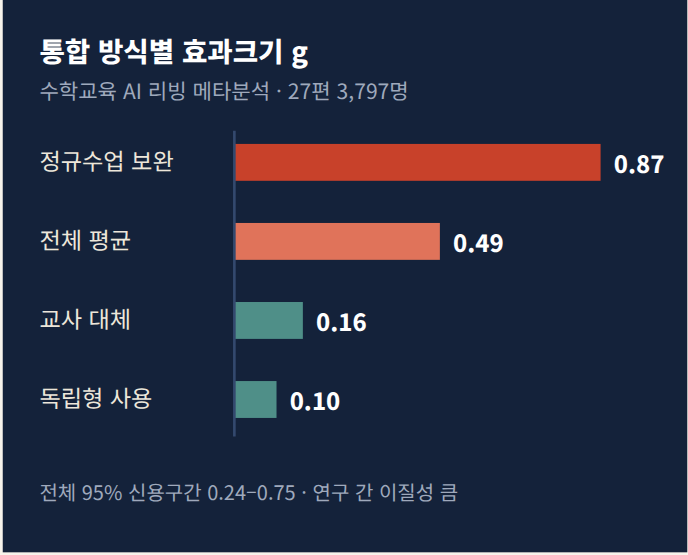 통합 방식별 효과크기 g
수학교육 AI 리빙 메타분석 · 27편 3,797명
정규수업 보완 0.87
전체 평균 0.49
교사 대체 0.16
독립형 사용 0.10
전체 95% 신용구간 0.24–0.75 · 연구 간 이질성 큼